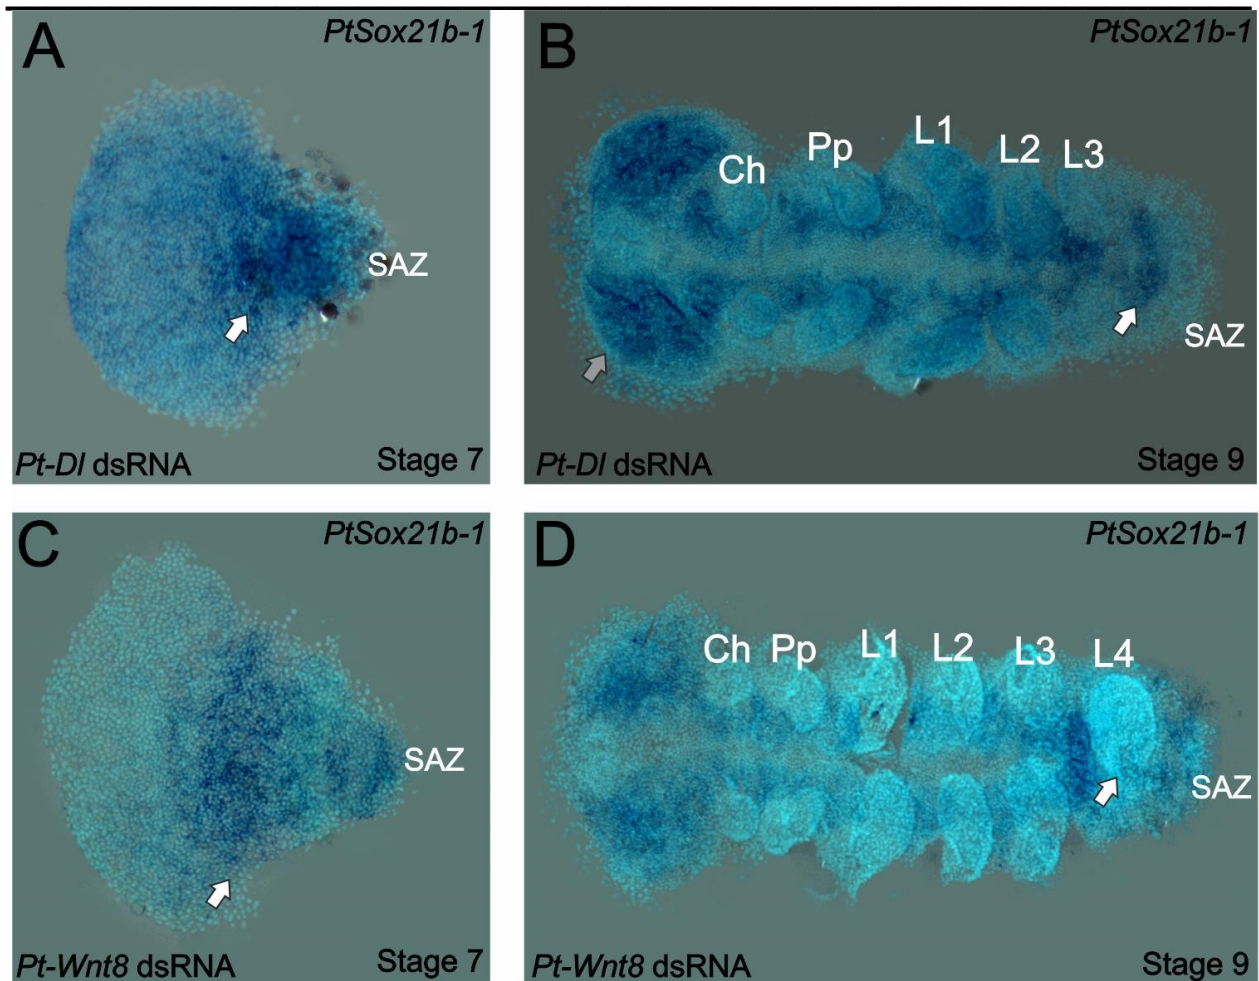 A
PtSox21b-1
SAZ
Pt-Dl dsRNA
Stage 7
B
PtSox21b-1
Ch
Pp
L1
L2
L3
SAZ
Pt-Dl dsRNA
Stage 9
C
PtSox21b-1
SAZ
Pt-Wnt8 dsRNA
Stage 7
D
PtSox21b-1
Ch
Pp
L1
L2
L3
L4
SAZ
Pt-Wnt8 dsRNA
Stage 9